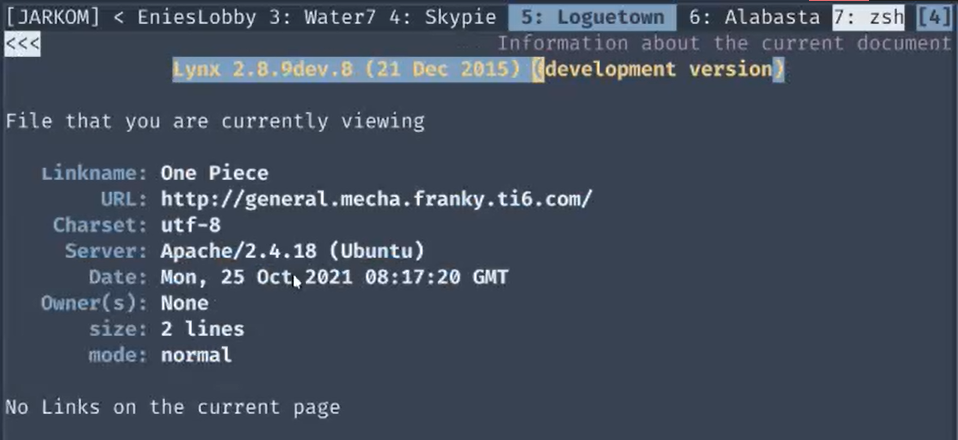 [JARKOM] < EniesLobby 3: Water7 4: Skypie 5: Loguetown 6: Alabasta 7: zsh [4]
<<< Information about the current document
Lynx 2.8.9dev.8 (21 Dec 2015) (development version)
File that you are currently viewing
Linkname: One Piece
URL: http://general.mecha.franky.ti6.com/
Charset: utf-8
Server: Apache/2.4.18 (Ubuntu)
Date: Mon, 25 Oct 2021 08:17:20 GMT
Owner(s): None
size: 2 lines
mode: normal
No Links on the current page